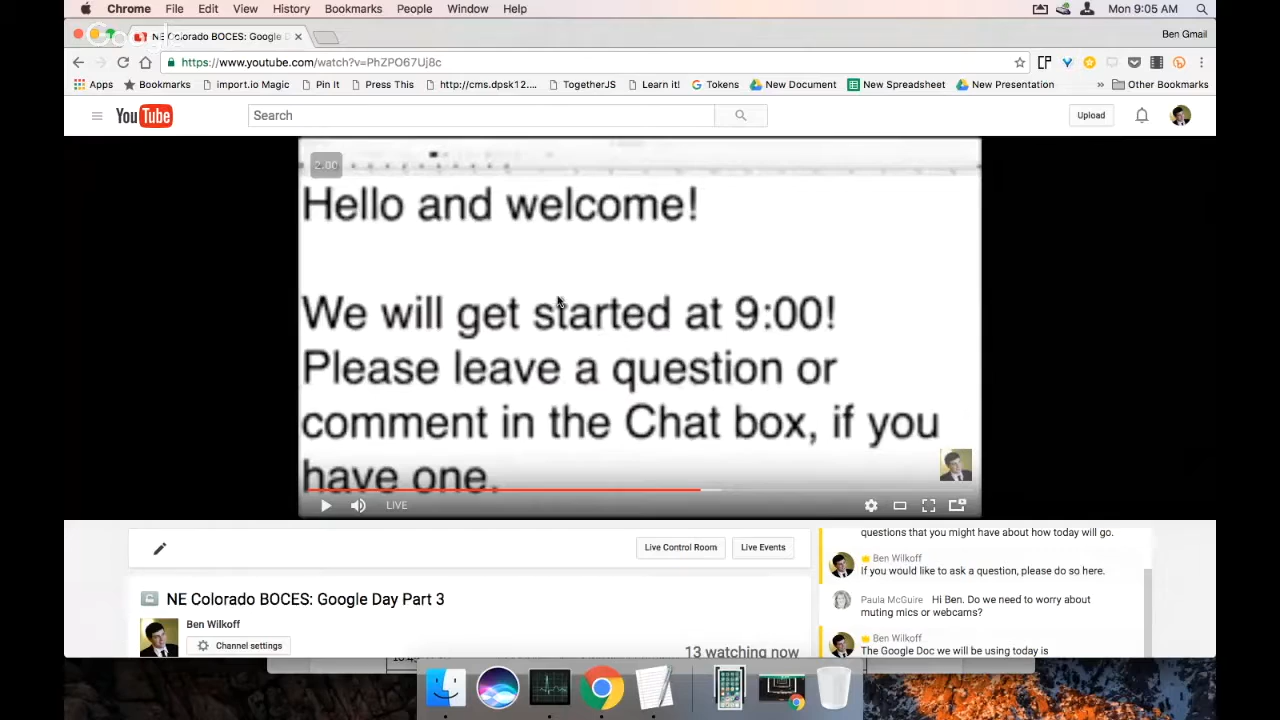 Chrome File Edit View History Bookmarks People Window Help Mon 9:05 AM
NE Colorado BOCES: Google D Ben Gmail
https://www.youtube.com/watch?v=PhZPO67Uj8c
Apps Bookmarks import.io Magic Pin It Press This http://cms.dpsk12.... TogetherJS Learn it! Tokens New Document New Spreadsheet New Presentation » Other Bookmarks
YouTube Search Upload
2:00
Hello and welcome!
We will get started at 9:00!
Please leave a question or
comment in the Chat box, if you
have one.
LIVE
Live Control Room Live Events
NE Colorado BOCES: Google Day Part 3
Ben Wilkoff
Channel settings
13 watching now
questions that you might have about how today will go.
Ben Wilkoff
If you would like to ask a question, please do so here.
Paula McGuire Hi Ben. Do we need to worry about
muting mics or webcams?
Ben Wilkoff
The Google Doc we will be using today is